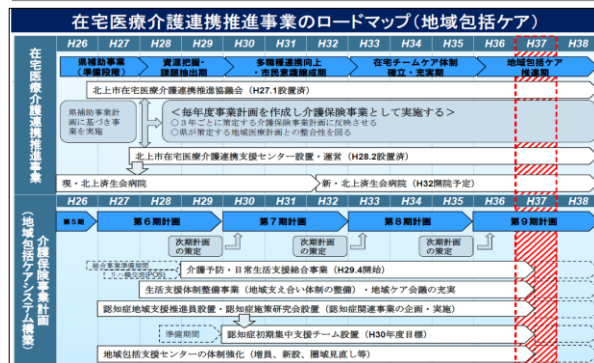 在宅医療介護連携推進事業のロードマップ(地域包括ケア)
在宅医療介護連携推進事業
H26 H27 H28 H29 H30 H31 H32 H33 H34 H35 H36 H37 H38
県補助事業(準備段階)
資源把握・課題抽出期
多職種連携向上・市民意識醸成期
在宅チームケア体制確立・充実期
地域包括ケア推進期
北上市在宅医療介護連携推進協議会(H27.1設置済)
県補助事業計画に基づき事業を実施
<毎年度事業計画を作成し介護保険事業として実施する>
○3年ごとに策定する介護保険事業計画に反映させる
○県が策定する地域医療計画との整合性を図る
北上市在宅医療介護連携支援センター設置・運営(H28.2設置済)
現・北上済生会病院
新・北上済生会病院(H32開院予定)
介護保険事業計画(地域包括ケアシステム構築)
H26 H27 H28 H29 H30 H31 H32 H33 H34 H35 H36 H37 H38
第5期
第6期計画
第7期計画
第8期計画
第9期計画
次期計画の策定
次期計画の策定
次期計画の策定
総合事業準備期間
介護予防・日常生活支援総合事業(H29.4開始)
生活支援体制整備事業(地域支え合い体制の整備)・地域ケア会議の充実
認知症地域支援推進員設置・認知症施策研究会設置(認知症関連事業の企画・実施)
準備期間
認知症初期集中支援チーム設置(H30年度目標)
地域包括支援センターの体制強化(増員、新設、圏域見直し等)